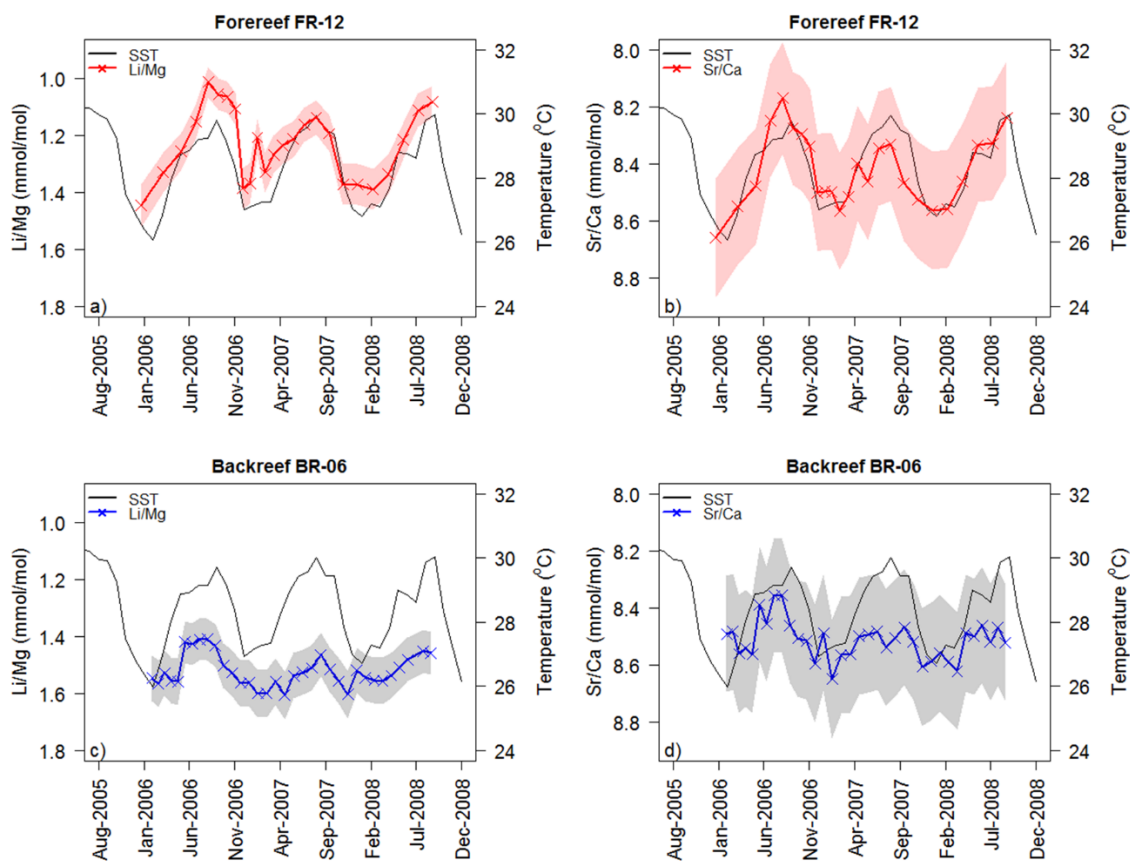 Forereef FR-12
SST
Li/Mg
Li/Mg (mmol/mol)
1.0
1.2
1.4
1.6
1.8
32
30
28
26
24
Temperature (⁰C)
a)
Aug-2005
Jan-2006
Jun-2006
Nov-2006
Apr-2007
Sep-2007
Feb-2008
Jul-2008
Dec-2008
Forereef FR-12
SST
Sr/Ca
Sr/Ca (mmol/mol)
8.0
8.2
8.4
8.6
8.8
32
30
28
26
24
Temperature (⁰C)
b)
Aug-2005
Jan-2006
Jun-2006
Nov-2006
Apr-2007
Sep-2007
Feb-2008
Jul-2008
Dec-2008
Backreef BR-06
SST
Li/Mg
Li/Mg (mmol/mol)
1.0
1.2
1.4
1.6
1.8
32
30
28
26
24
Temperature (⁰C)
c)
Aug-2005
Jan-2006
Jun-2006
Nov-2006
Apr-2007
Sep-2007
Feb-2008
Jul-2008
Dec-2008
Backreef BR-06
SST
Sr/Ca
Sr/Ca (mmol/mol)
8.0
8.2
8.4
8.6
8.8
32
30
28
26
24
Temperature (⁰C)
d)
Aug-2005
Jan-2006
Jun-2006
Nov-2006
Apr-2007
Sep-2007
Feb-2008
Jul-2008
Dec-2008